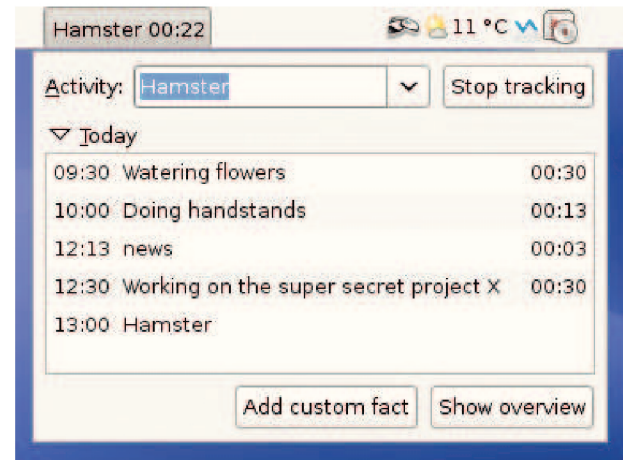 Hamster 00:22 11 °C
Activity: Hamster Stop tracking
Today
09:30 Watering flowers 00:30
10:00 Doing handstands 00:13
12:13 news 00:03
12:30 Working on the super secret project X 00:30
13:00 Hamster
Add custom fact Show overview